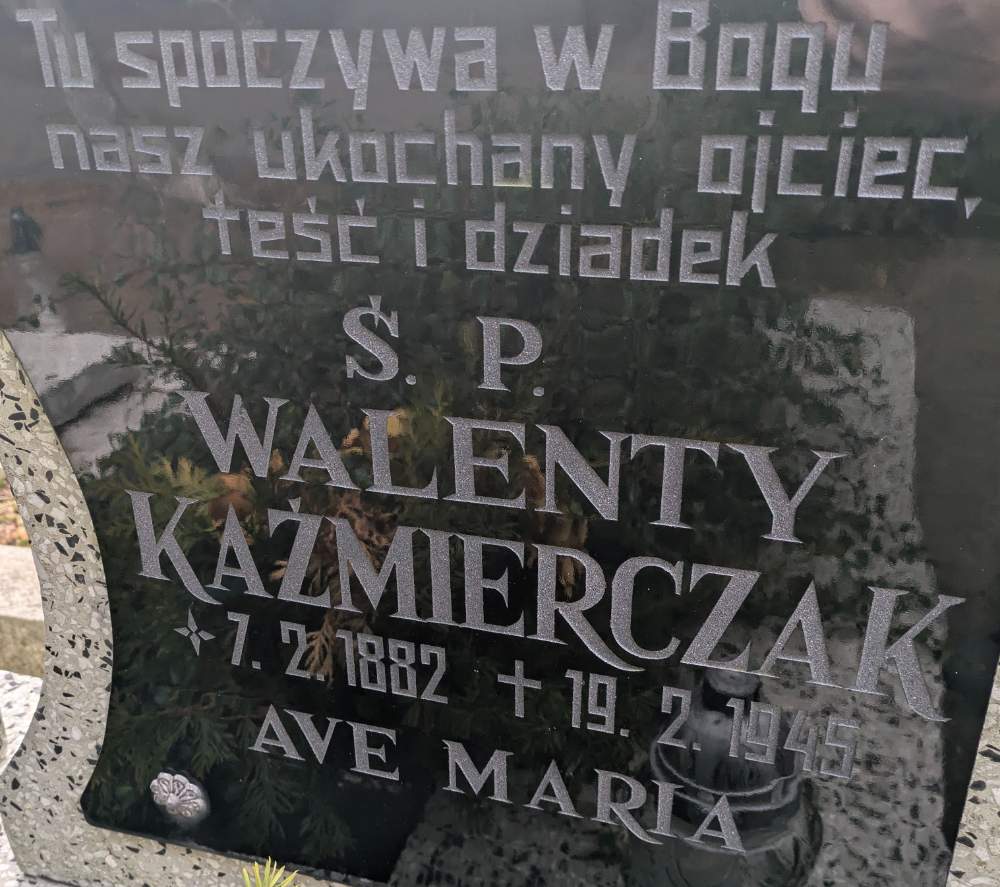 Tu spoczywa w Bogu
nasz ukochany ojciec,
teść i dziadek
Ś. P.
WALENTY
KAŹMIERCZAK
7. 2. 1882 19. 2. 1945
AVE MARIA